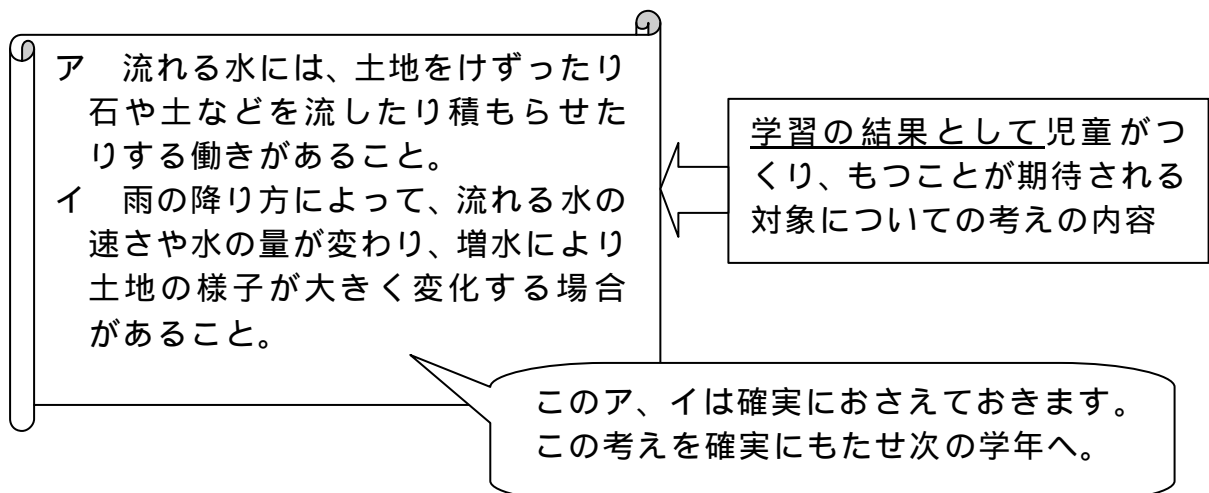 ア 流れる水には、土地をけずったり
石や土などを流したり積もらせた
りする働きがあること。
イ 雨の降り方によって、流れる水の
速さや水の量が変わり、増水により
土地の様子が大きく変化する場合
があること。
学習の結果として児童がつ
くり、もつことが期待される
対象についての考えの内容
このア、イは確実におさえておきます。
この考えを確実にもたせ次の学年へ。